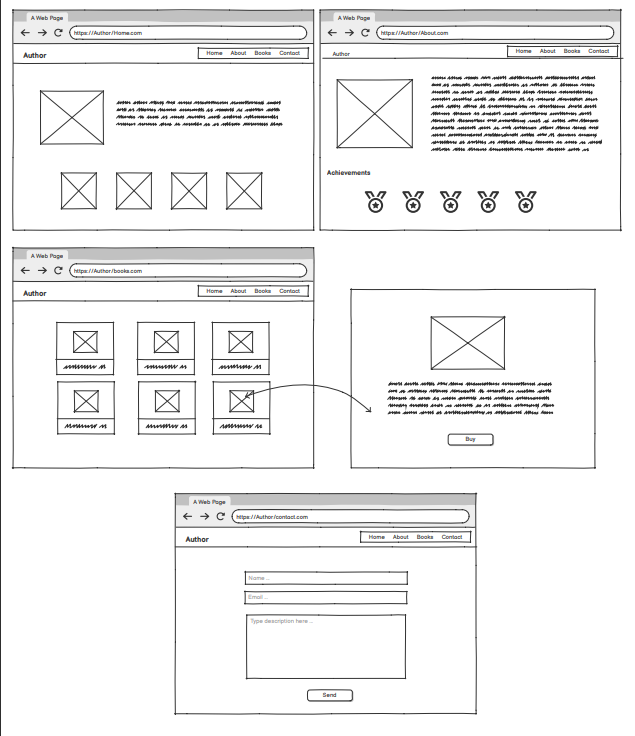 A Web Page
https://Author/Home.com
Author
Home About Books Contact
A Web Page
https://Author/About.com
Author
Home About Books Contact
Achievements
A Web Page
https://Author/books.com
Author
Home About Books Contact
Buy
A Web Page
https://Author/contact.com
Author
Home About Books Contact
Name ...
Email ...
Type description here ...
Send